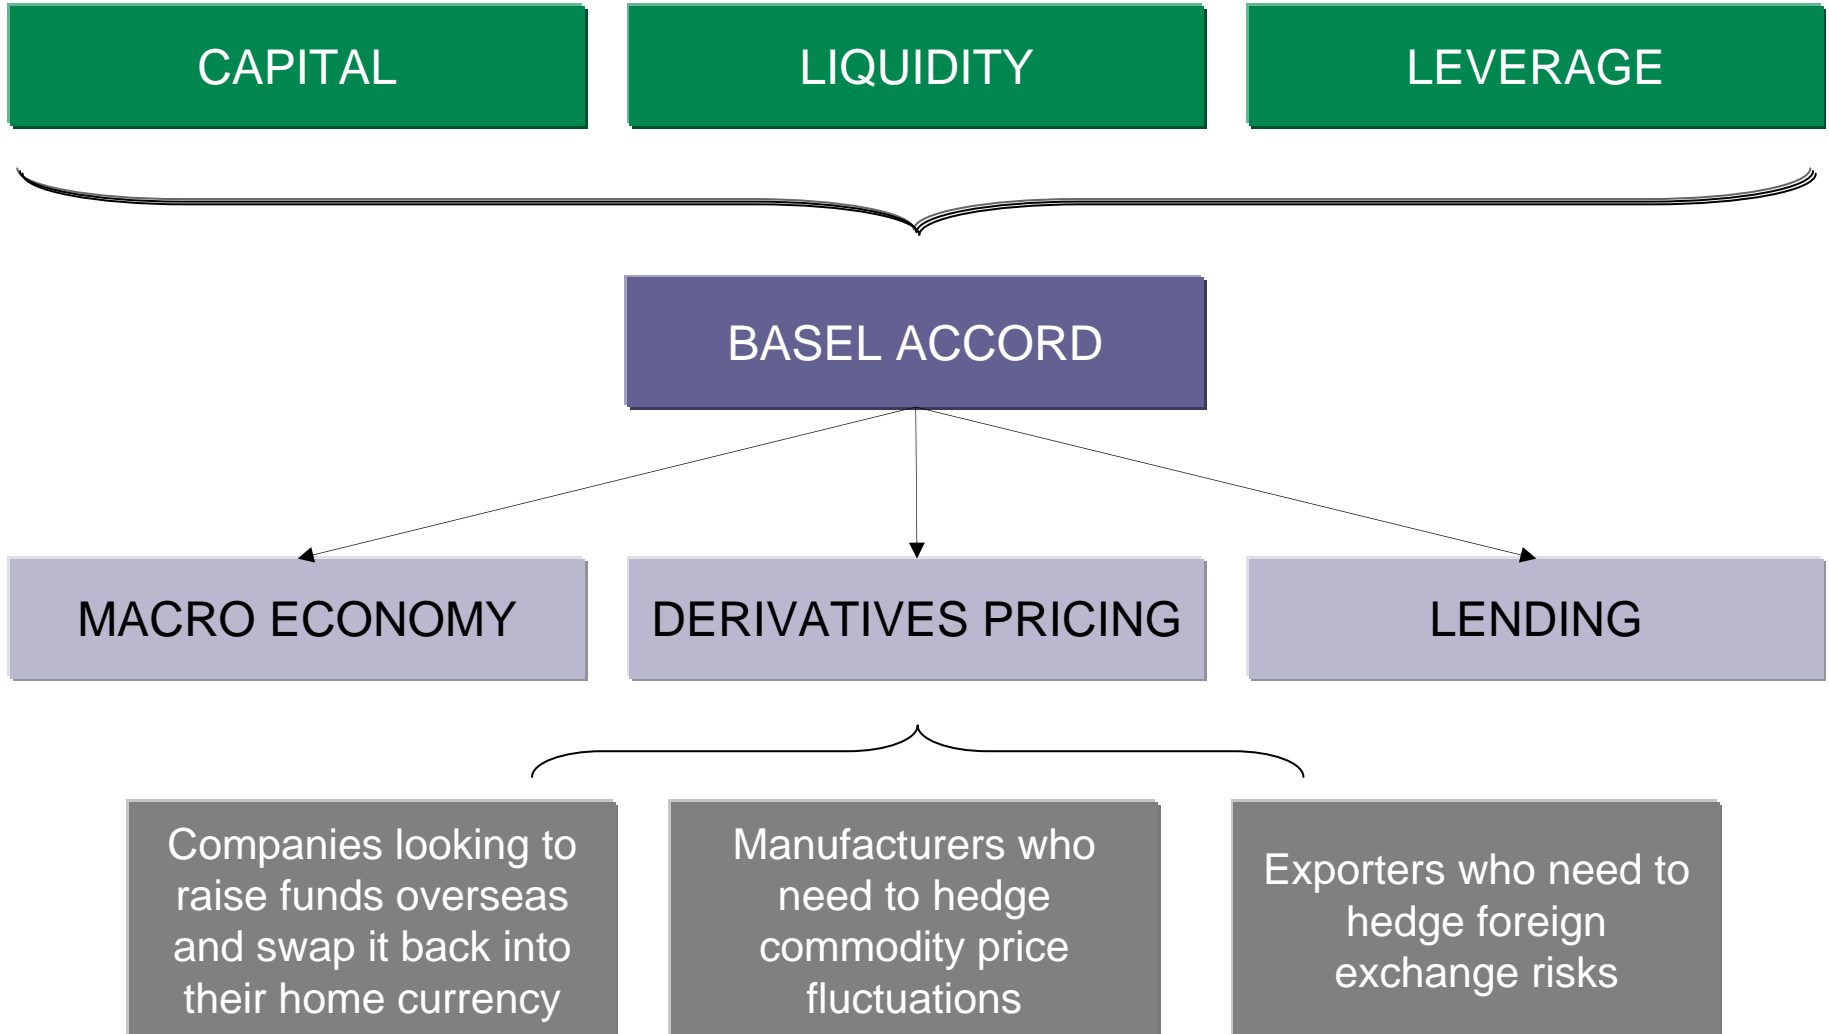 CAPITAL
LIQUIDITY
LEVERAGE
BASEL ACCORD
MACRO ECONOMY
DERIVATIVES PRICING
LENDING
Companies looking to
raise funds overseas
and swap it back into
their home currency
Manufacturers who
need to hedge
commodity price
fluctuations
Exporters who need to
hedge foreign
exchange risks